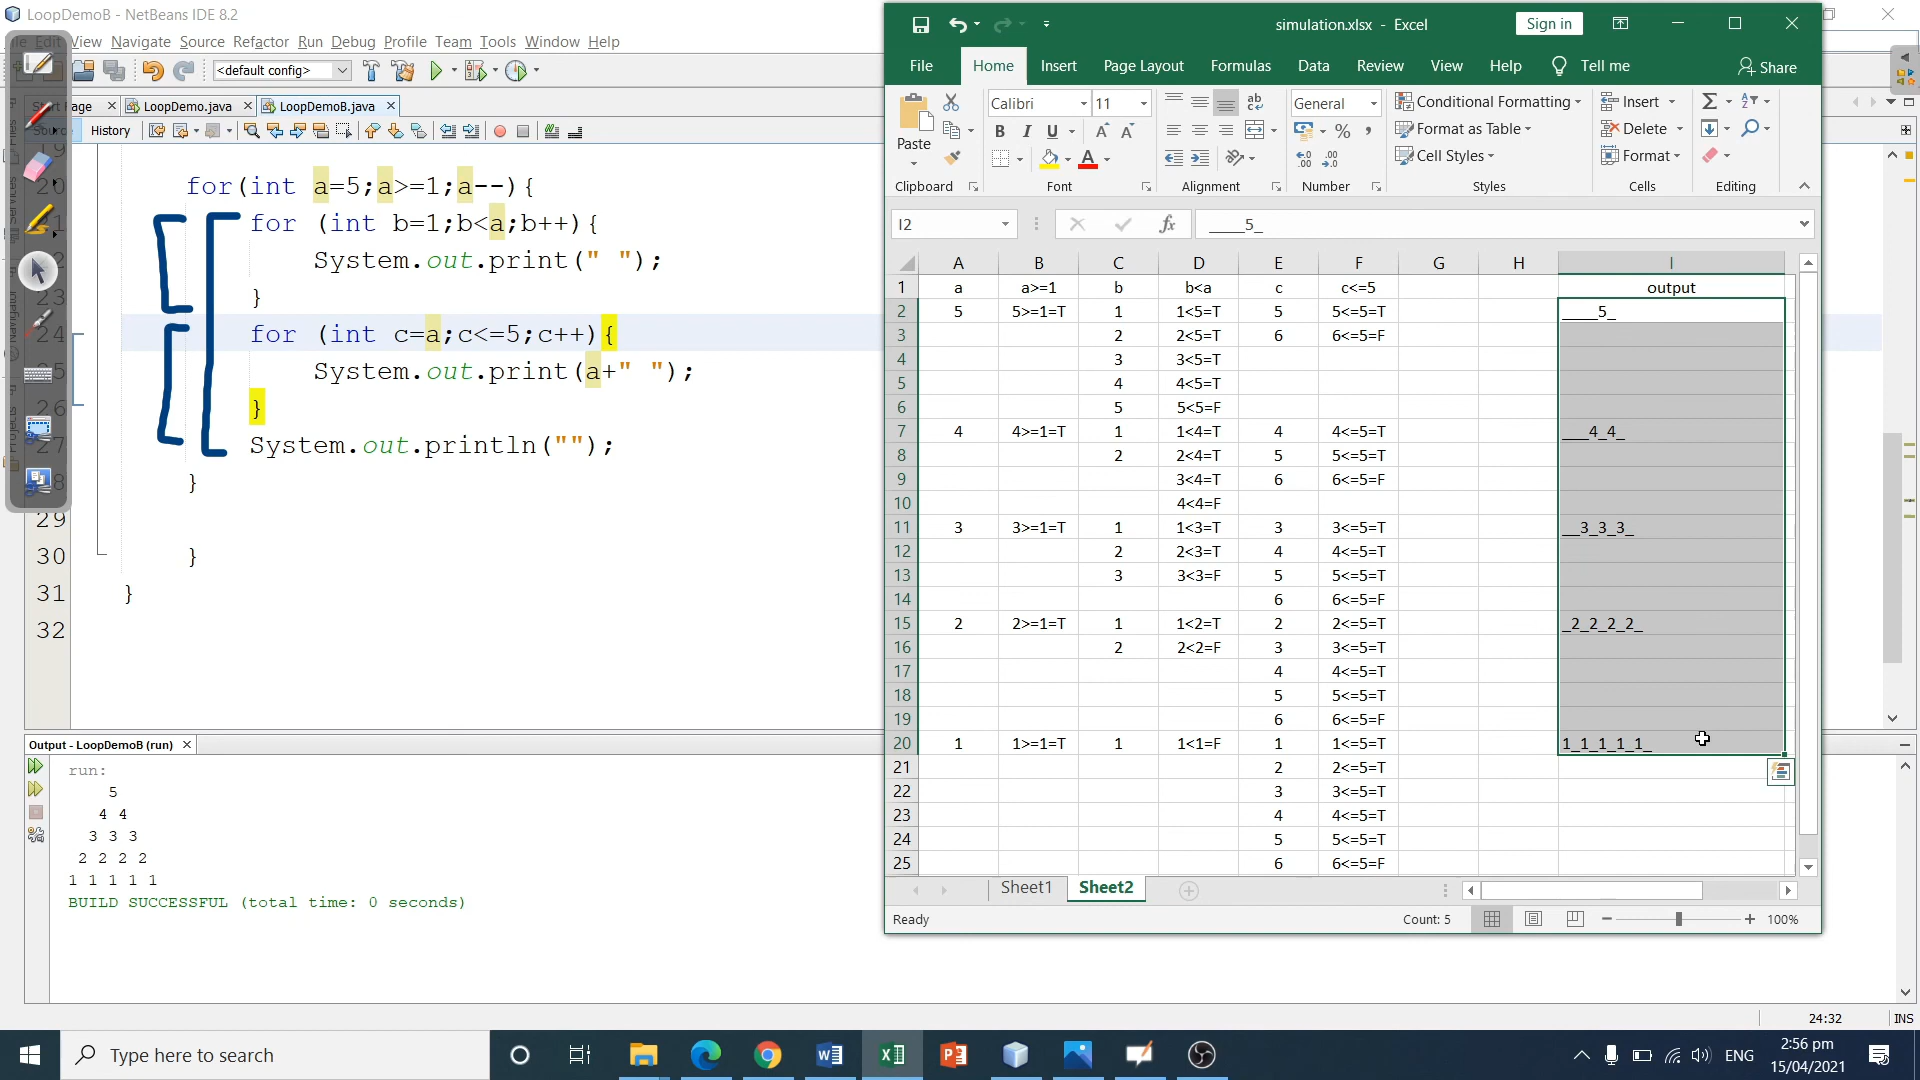 LoopDemoB - NetBeans IDE 8.2
Edit View Navigate Source Refactor Run Debug Profile Team Tools Window Help
<default config>
Page LoopDemo.java LoopDemoB.java
History
for(int a=5;a>=1;a--){
for (int b=1;b<a;b++){
System.out.print(" ");
}
24 for (int c=a;c<=5;c++){
System.out.print(a+" ");
26 }
System.out.println("");
}
29
30 }
31 }
32
Output - LoopDemoB (run)
run:
5
4 4
3 3 3
2 2 2 2
1 1 1 1 1
BUILD SUCCESSFUL (total time: 0 seconds)
24:32 INS
simulation.xlsx - Excel Sign in
File Home Insert Page Layout Formulas Data Review View Help Tell me Share
Paste Calibri 11 General Conditional Formatting Insert
B I U Format as Table Delete
Cell Styles Format
Clipboard Font Alignment Number Styles Cells Editing
I2 fx ____5_
A B C D E F G H I
1 a a>=1 b b<a c c<=5 output
2 5 5>=1=T 1 1<5=T 5 5<=5=T ____5_
3 2 2<5=T 6 6<=5=F
4 3 3<5=T
5 4 4<5=T
6 5 5<5=F
7 4 4>=1=T 1 1<4=T 4 4<=5=T ___4_4_
8 2 2<4=T 5 5<=5=T
9 3<4=T 6 6<=5=F
10 4<4=F
11 3 3>=1=T 1 1<3=T 3 3<=5=T __3_3_3_
12 2 2<3=T 4 4<=5=T
13 3 3<3=F 5 5<=5=T
14 6 6<=5=F
15 2 2>=1=T 1 1<2=T 2 2<=5=T _2_2_2_2_
16 2 2<2=F 3 3<=5=T
17 4 4<=5=T
18 5 5<=5=T
19 6 6<=5=F
20 1 1>=1=T 1 1<1=F 1 1<=5=T 1_1_1_1_1_
21 2 2<=5=T
22 3 3<=5=T
23 4 4<=5=T
24 5 5<=5=T
25 6 6<=5=F
Sheet1 Sheet2
Ready Count: 5 100%
Type here to search
ENG
2:56 pm
15/04/2021